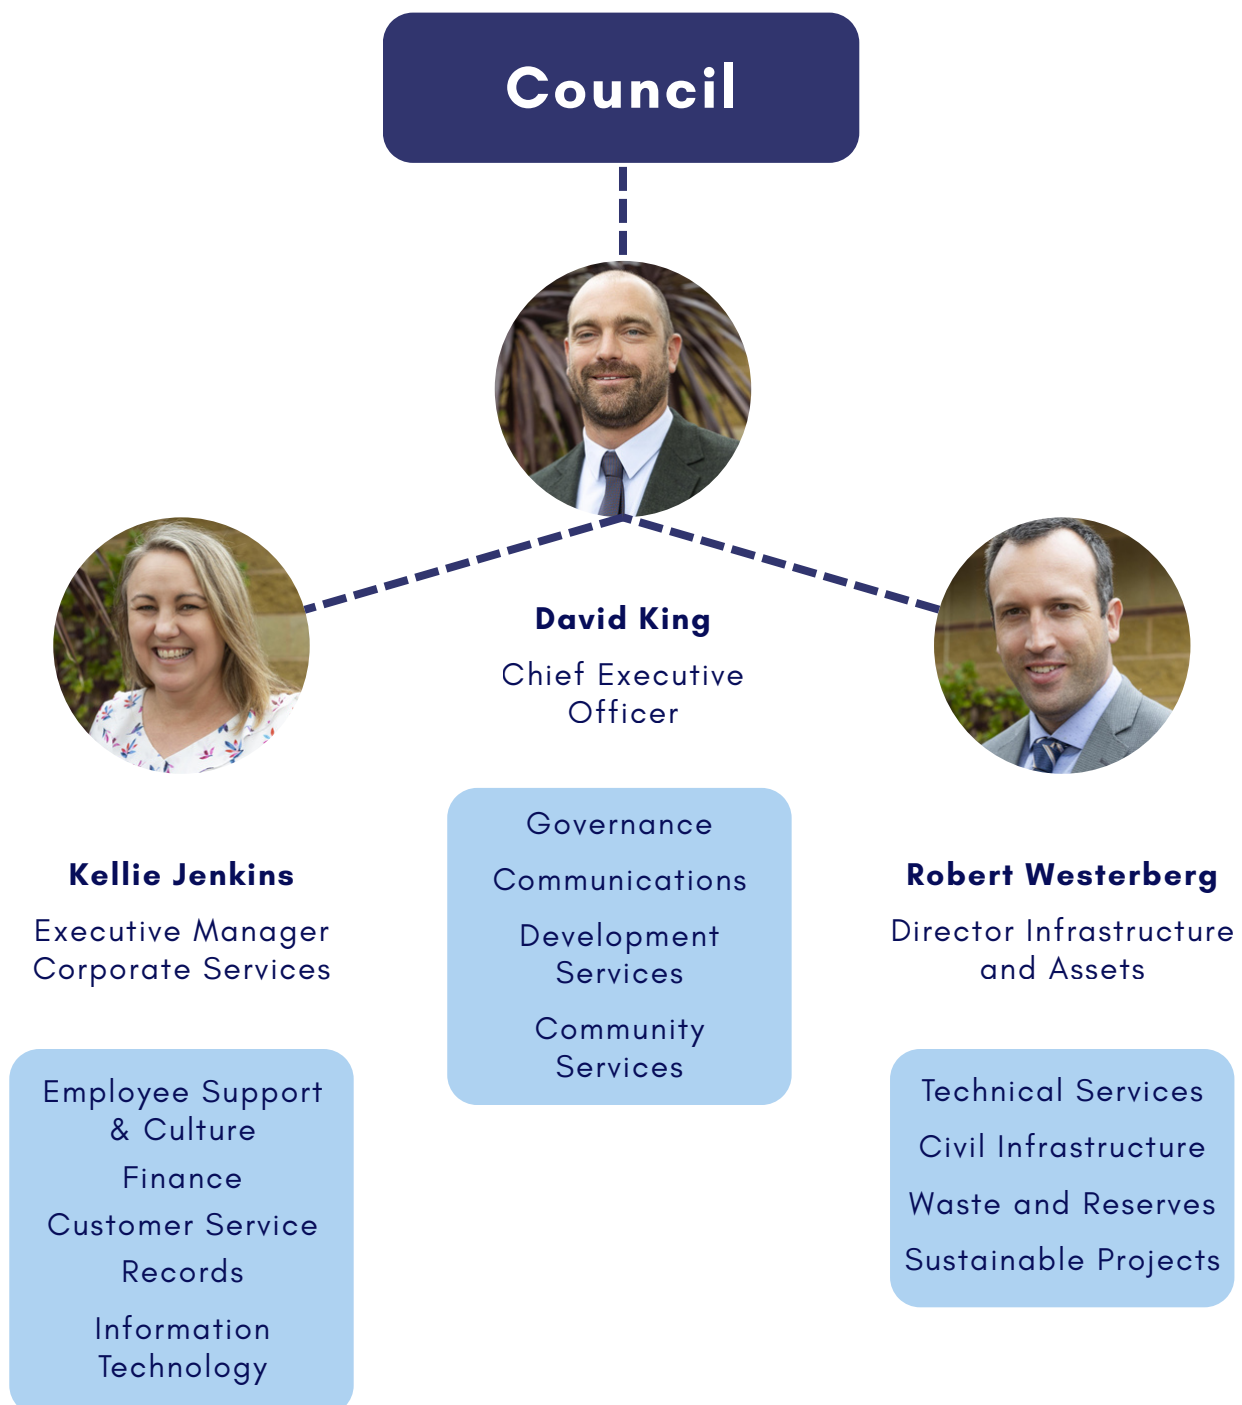 Council
David King
Chief Executive
Officer
Governance
Communications
Development
Services
Community
Services
Kellie Jenkins
Executive Manager
Corporate Services
Employee Support
& Culture
Finance
Customer Service
Records
Information
Technology
Robert Westerberg
Director Infrastructure
and Assets
Technical Services
Civil Infrastructure
Waste and Reserves
Sustainable Projects